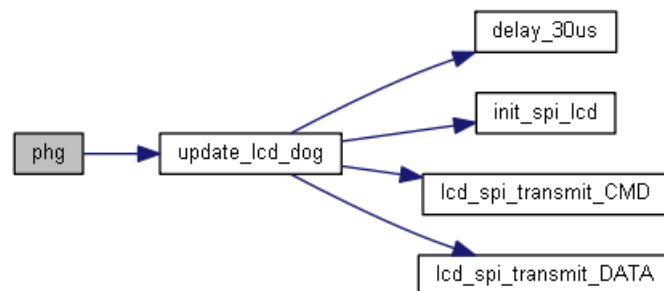 delay_30us
init_spi_lcd
phg
update_lcd_dog
lcd_spi_transmit_CMD
lcd_spi_transmit_DATA